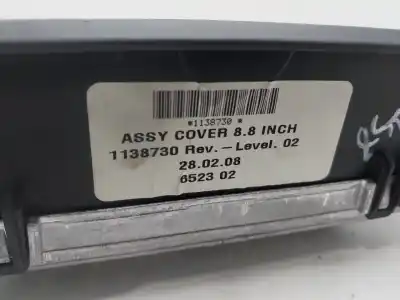 *1138730 *
ASSY COVER 8.8 INCH
1138730 Rev.-Level. 02
28.02.08
6523 02